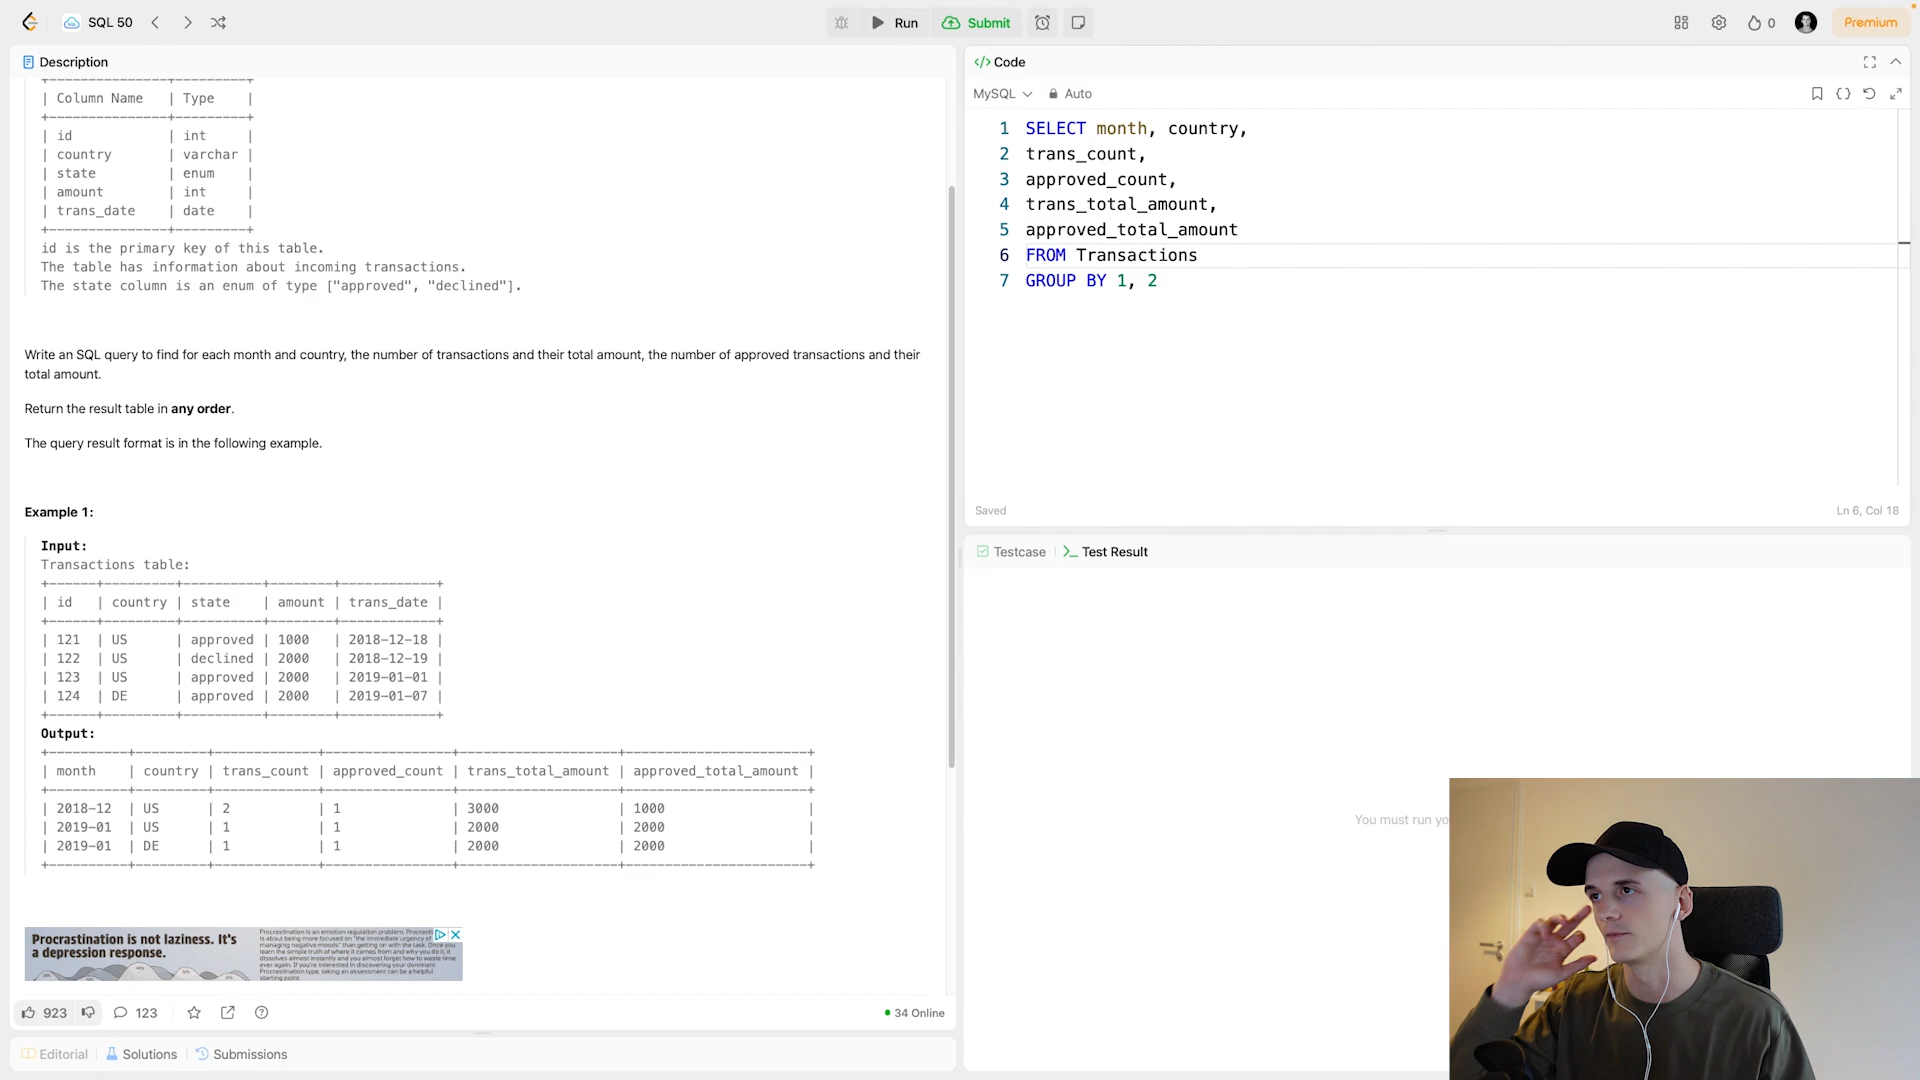 SQL 50
Run
Submit
0
Premium
Description
+---------------+---------+
| Column Name   | Type    |
+---------------+---------+
| id            | int     |
| country       | varchar |
| state         | enum    |
| amount        | int     |
| trans_date    | date    |
+---------------+---------+
id is the primary key of this table.
The table has information about incoming transactions.
The state column is an enum of type ["approved", "declined"].
Write an SQL query to find for each month and country, the number of transactions and their total amount, the number of approved transactions and their
total amount.
Return the result table in any order.
The query result format is in the following example.
Example 1:
Input:
Transactions table:
+------+---------+----------+--------+------------+
| id   | country | state    | amount | trans_date |
+------+---------+----------+--------+------------+
| 121  | US      | approved | 1000   | 2018-12-18 |
| 122  | US      | declined | 2000   | 2018-12-19 |
| 123  | US      | approved | 2000   | 2019-01-01 |
| 124  | DE      | approved | 2000   | 2019-01-07 |
+------+---------+----------+--------+------------+
Output:
+----------+---------+-------------+----------------+--------------------+-----------------------+
| month    | country | trans_count | approved_count | trans_total_amount | approved_total_amount |
+----------+---------+-------------+----------------+--------------------+-----------------------+
| 2018-12  | US      | 2           | 1              | 3000               | 1000                  |
| 2019-01  | US      | 1           | 1              | 2000               | 2000                  |
| 2019-01  | DE      | 1           | 1              | 2000               | 2000                  |
+----------+---------+-------------+----------------+--------------------+-----------------------+
Procrastination is not laziness. It's
a depression response.
Procrastination is an emotion regulation problem.
923
123
34 Online
Editorial
Solutions
Submissions
</> Code
MySQL
Auto
1 SELECT month, country,
2 trans_count,
3 approved_count,
4 trans_total_amount,
5 approved_total_amount
6 FROM Transactions
7 GROUP BY 1, 2
Saved
Ln 6, Col 18
Testcase
Test Result
You must run yo